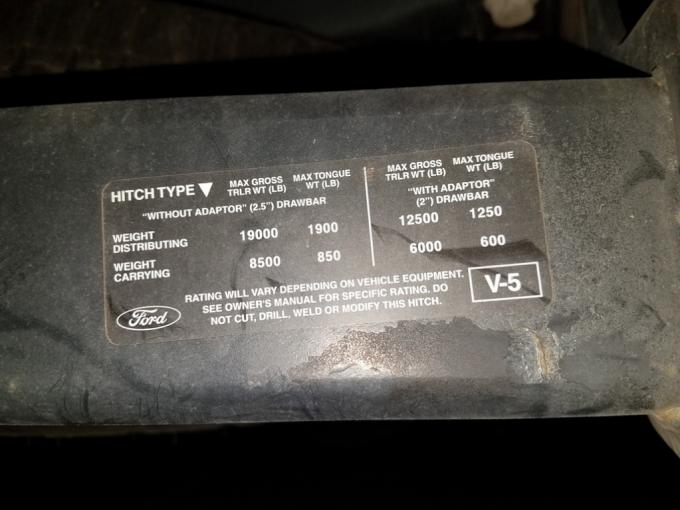 HITCH TYPE ▼ MAX GROSS TRLR WT (LB) MAX TONGUE WT (LB) MAX GROSS TRLR WT (LB) MAX TONGUE WT (LB)
"WITHOUT ADAPTOR" (2.5") DRAWBAR
"WITH ADAPTOR" (2") DRAWBAR
WEIGHT DISTRIBUTING 19000 1900 12500 1250
WEIGHT CARRYING 8500 850 6000 600
RATING WILL VARY DEPENDING ON VEHICLE EQUIPMENT.
SEE OWNER'S MANUAL FOR SPECIFIC RATING. DO
NOT CUT, DRILL, WELD OR MODIFY THIS HITCH.
Ford
V-5